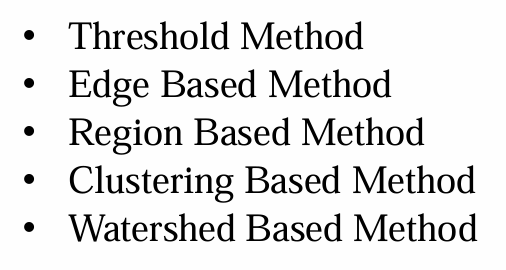 • Threshold Method
• Edge Based Method
• Region Based Method
• Clustering Based Method
• Watershed Based Method